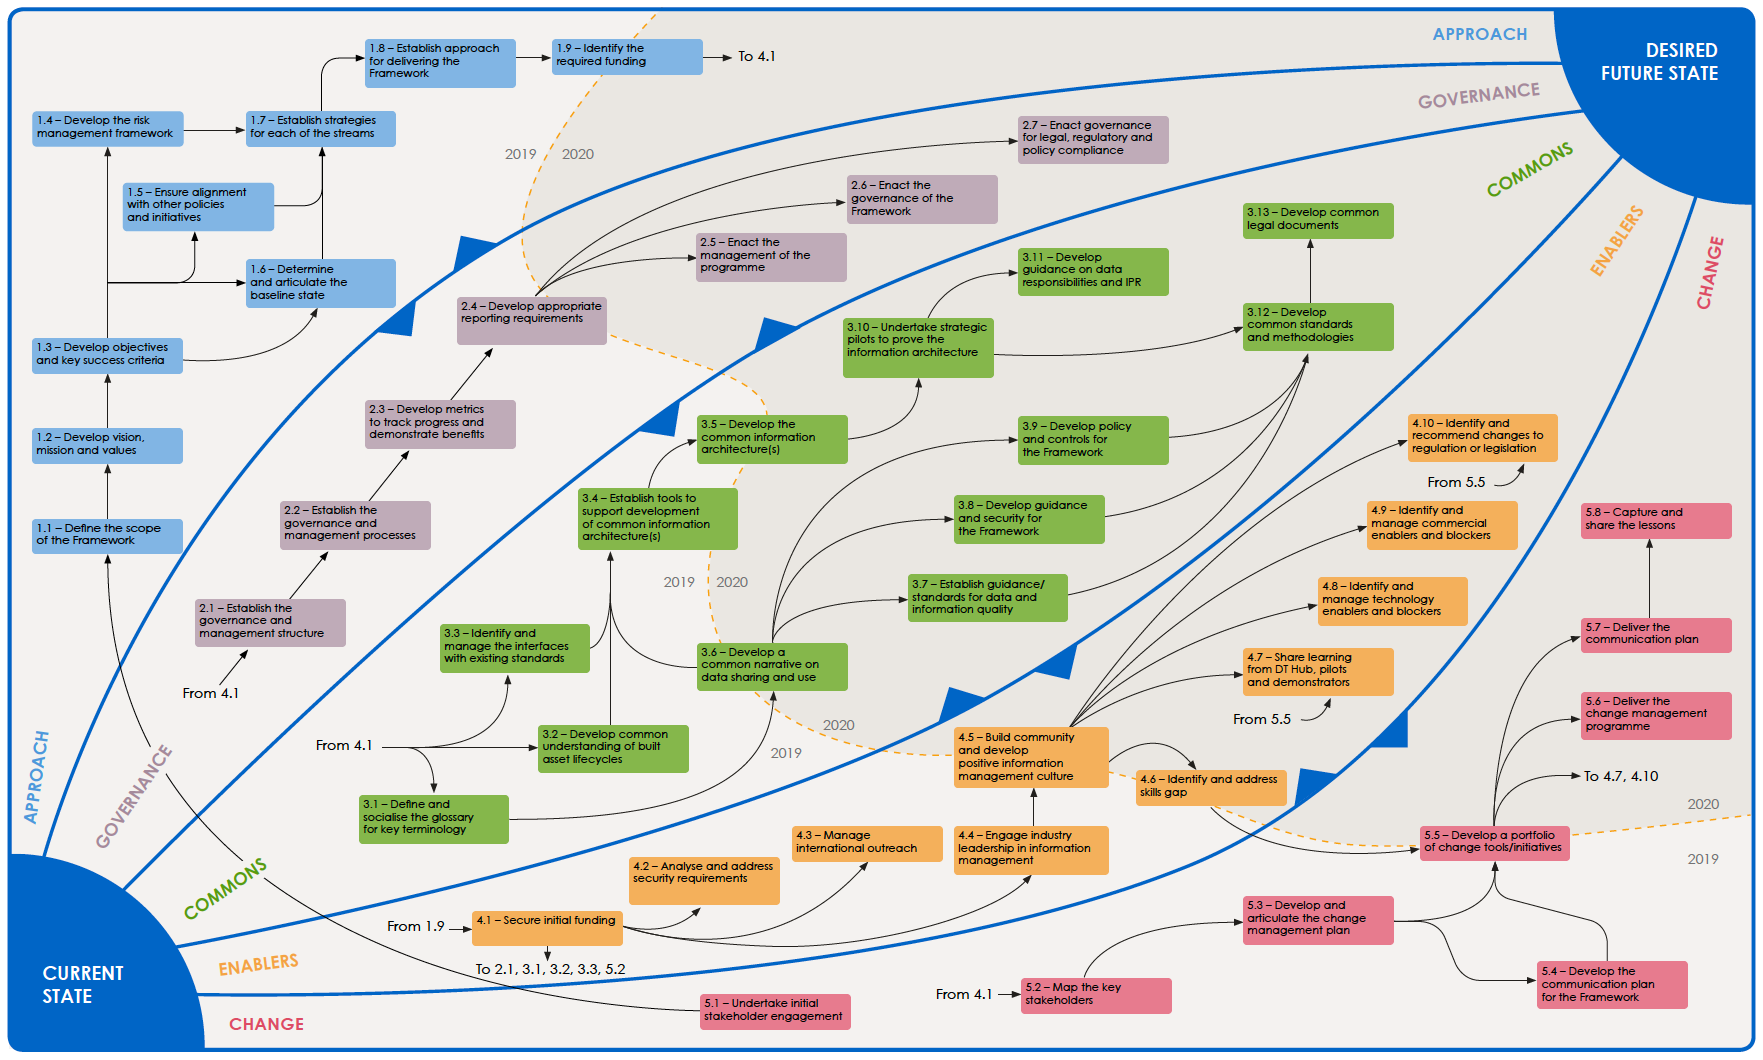 APPROACH
DESIRED
FUTURE STATE
GOVERNANCE
COMMONS
ENABLERS
CHANGE
1.8 – Establish approach
for delivering the
Framework
1.9 – Identify the
required funding
To 4.1
1.4 – Develop the risk
management framework
1.7 – Establish strategies
for each of the streams
2019
2020
1.5 – Ensure alignment
with other policies
and initiatives
1.6 – Determine
and articulate the
baseline state
1.3 – Develop objectives
and key success criteria
1.2 – Develop vision,
mission and values
1.1 – Define the scope
of the Framework
2.7 – Enact governance
for legal, regulatory and
policy compliance
2.6 – Enact the
governance of the
Framework
2.5 – Enact the
management of the
programme
2.4 – Develop appropriate
reporting requirements
2.3 – Develop metrics
to track progress and
demonstrate benefits
2.2 – Establish the
governance and
management processes
2.1 – Establish the
governance and
management structure
From 4.1
3.13 – Develop common
legal documents
3.11 – Develop
guidance on data
responsibilities and IPR
3.12 – Develop
common standards
and methodologies
3.10 – Undertake strategic
pilots to prove the
information architecture
3.5 – Develop the
common information
architecture(s)
3.9 – Develop policy
and controls for
the Framework
3.4 – Establish tools to
support development
of common information
architecture(s)
3.8 – Develop guidance
and security for
the Framework
2019
2020
3.7 – Establish guidance/
standards for data and
information quality
3.3 – Identify and
manage the interfaces
with existing standards
3.6 – Develop a
common narrative on
data sharing and use
From 4.1
3.2 – Develop common
understanding of built
asset lifecycles
2020
2019
3.1 – Define and
socialise the glossary
for key terminology
4.10 – Identify and
recommend changes to
regulation or legislation
From 5.5
4.9 – Identify and
manage commercial
enablers and blockers
4.8 – Identify and
manage technology
enablers and blockers
4.7 – Share learning
from DT Hub, pilots
and demonstrators
From 5.5
4.5 – Build community
and develop
positive information
management culture
4.6 – Identify and address
skills gap
4.3 – Manage
international outreach
4.4 – Engage industry
leadership in information
management
4.2 – Analyse and address
security requirements
From 1.9
4.1 – Secure initial funding
To 2.1, 3.1, 3.2, 3.3, 5.2
5.8 – Capture and
share the lessons
5.7 – Deliver the
communication plan
5.6 – Deliver the
change management
programme
To 4.7, 4.10
2020
2019
5.5 – Develop a portfolio
of change tools/initiatives
5.3 – Develop and
articulate the change
management plan
5.4 – Develop the
communication plan
for the Framework
From 4.1
5.2 – Map the key
stakeholders
5.1 – Undertake initial
stakeholder engagement
APPROACH
GOVERNANCE
COMMONS
ENABLERS
CHANGE
CURRENT
STATE